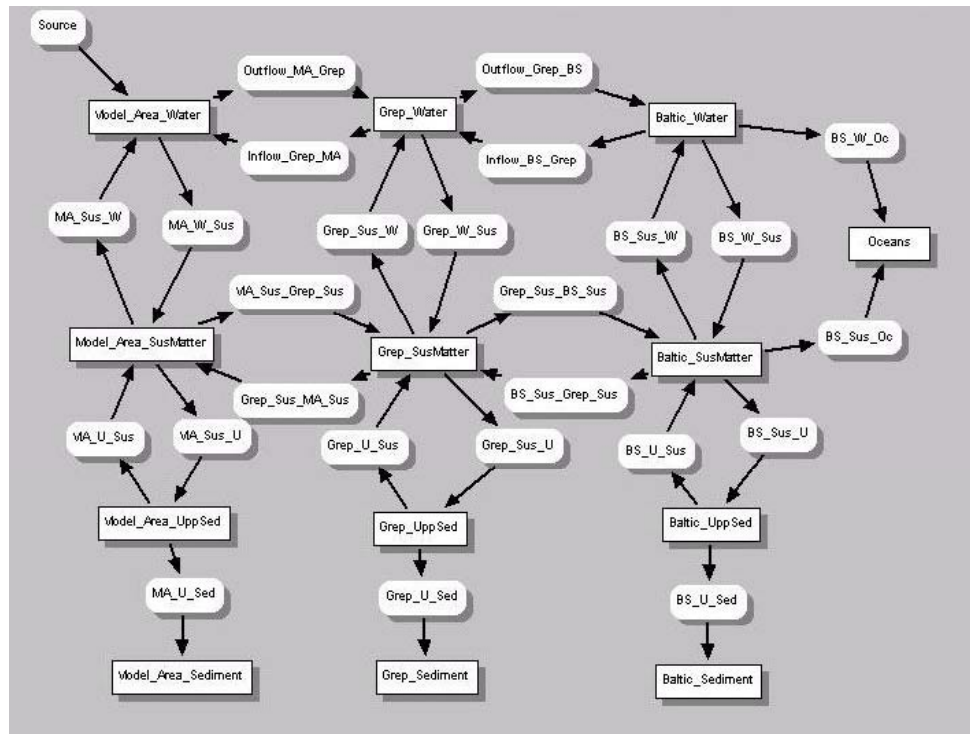 Source
Outflow_MA_Grep
Outflow_Grep_BS
Model_Area_Water
Grep_Water
Baltic_Water
BS_W_Oc
Inflow_Grep_MA
Inflow_BS_Grep
MA_Sus_W
MA_W_Sus
Grep_Sus_W
Grep_W_Sus
BS_Sus_W
BS_W_Sus
Oceans
MA_Sus_Grep_Sus
Grep_Sus_BS_Sus
BS_Sus_Oc
Model_Area_SusMatter
Grep_SusMatter
Baltic_SusMatter
Grep_Sus_MA_Sus
BS_Sus_Grep_Sus
MA_U_Sus
MA_Sus_U
Grep_U_Sus
Grep_Sus_U
BS_U_Sus
BS_Sus_U
Model_Area_UppSed
Grep_UppSed
Baltic_UppSed
MA_U_Sed
Grep_U_Sed
BS_U_Sed
Model_Area_Sediment
Grep_Sediment
Baltic_Sediment